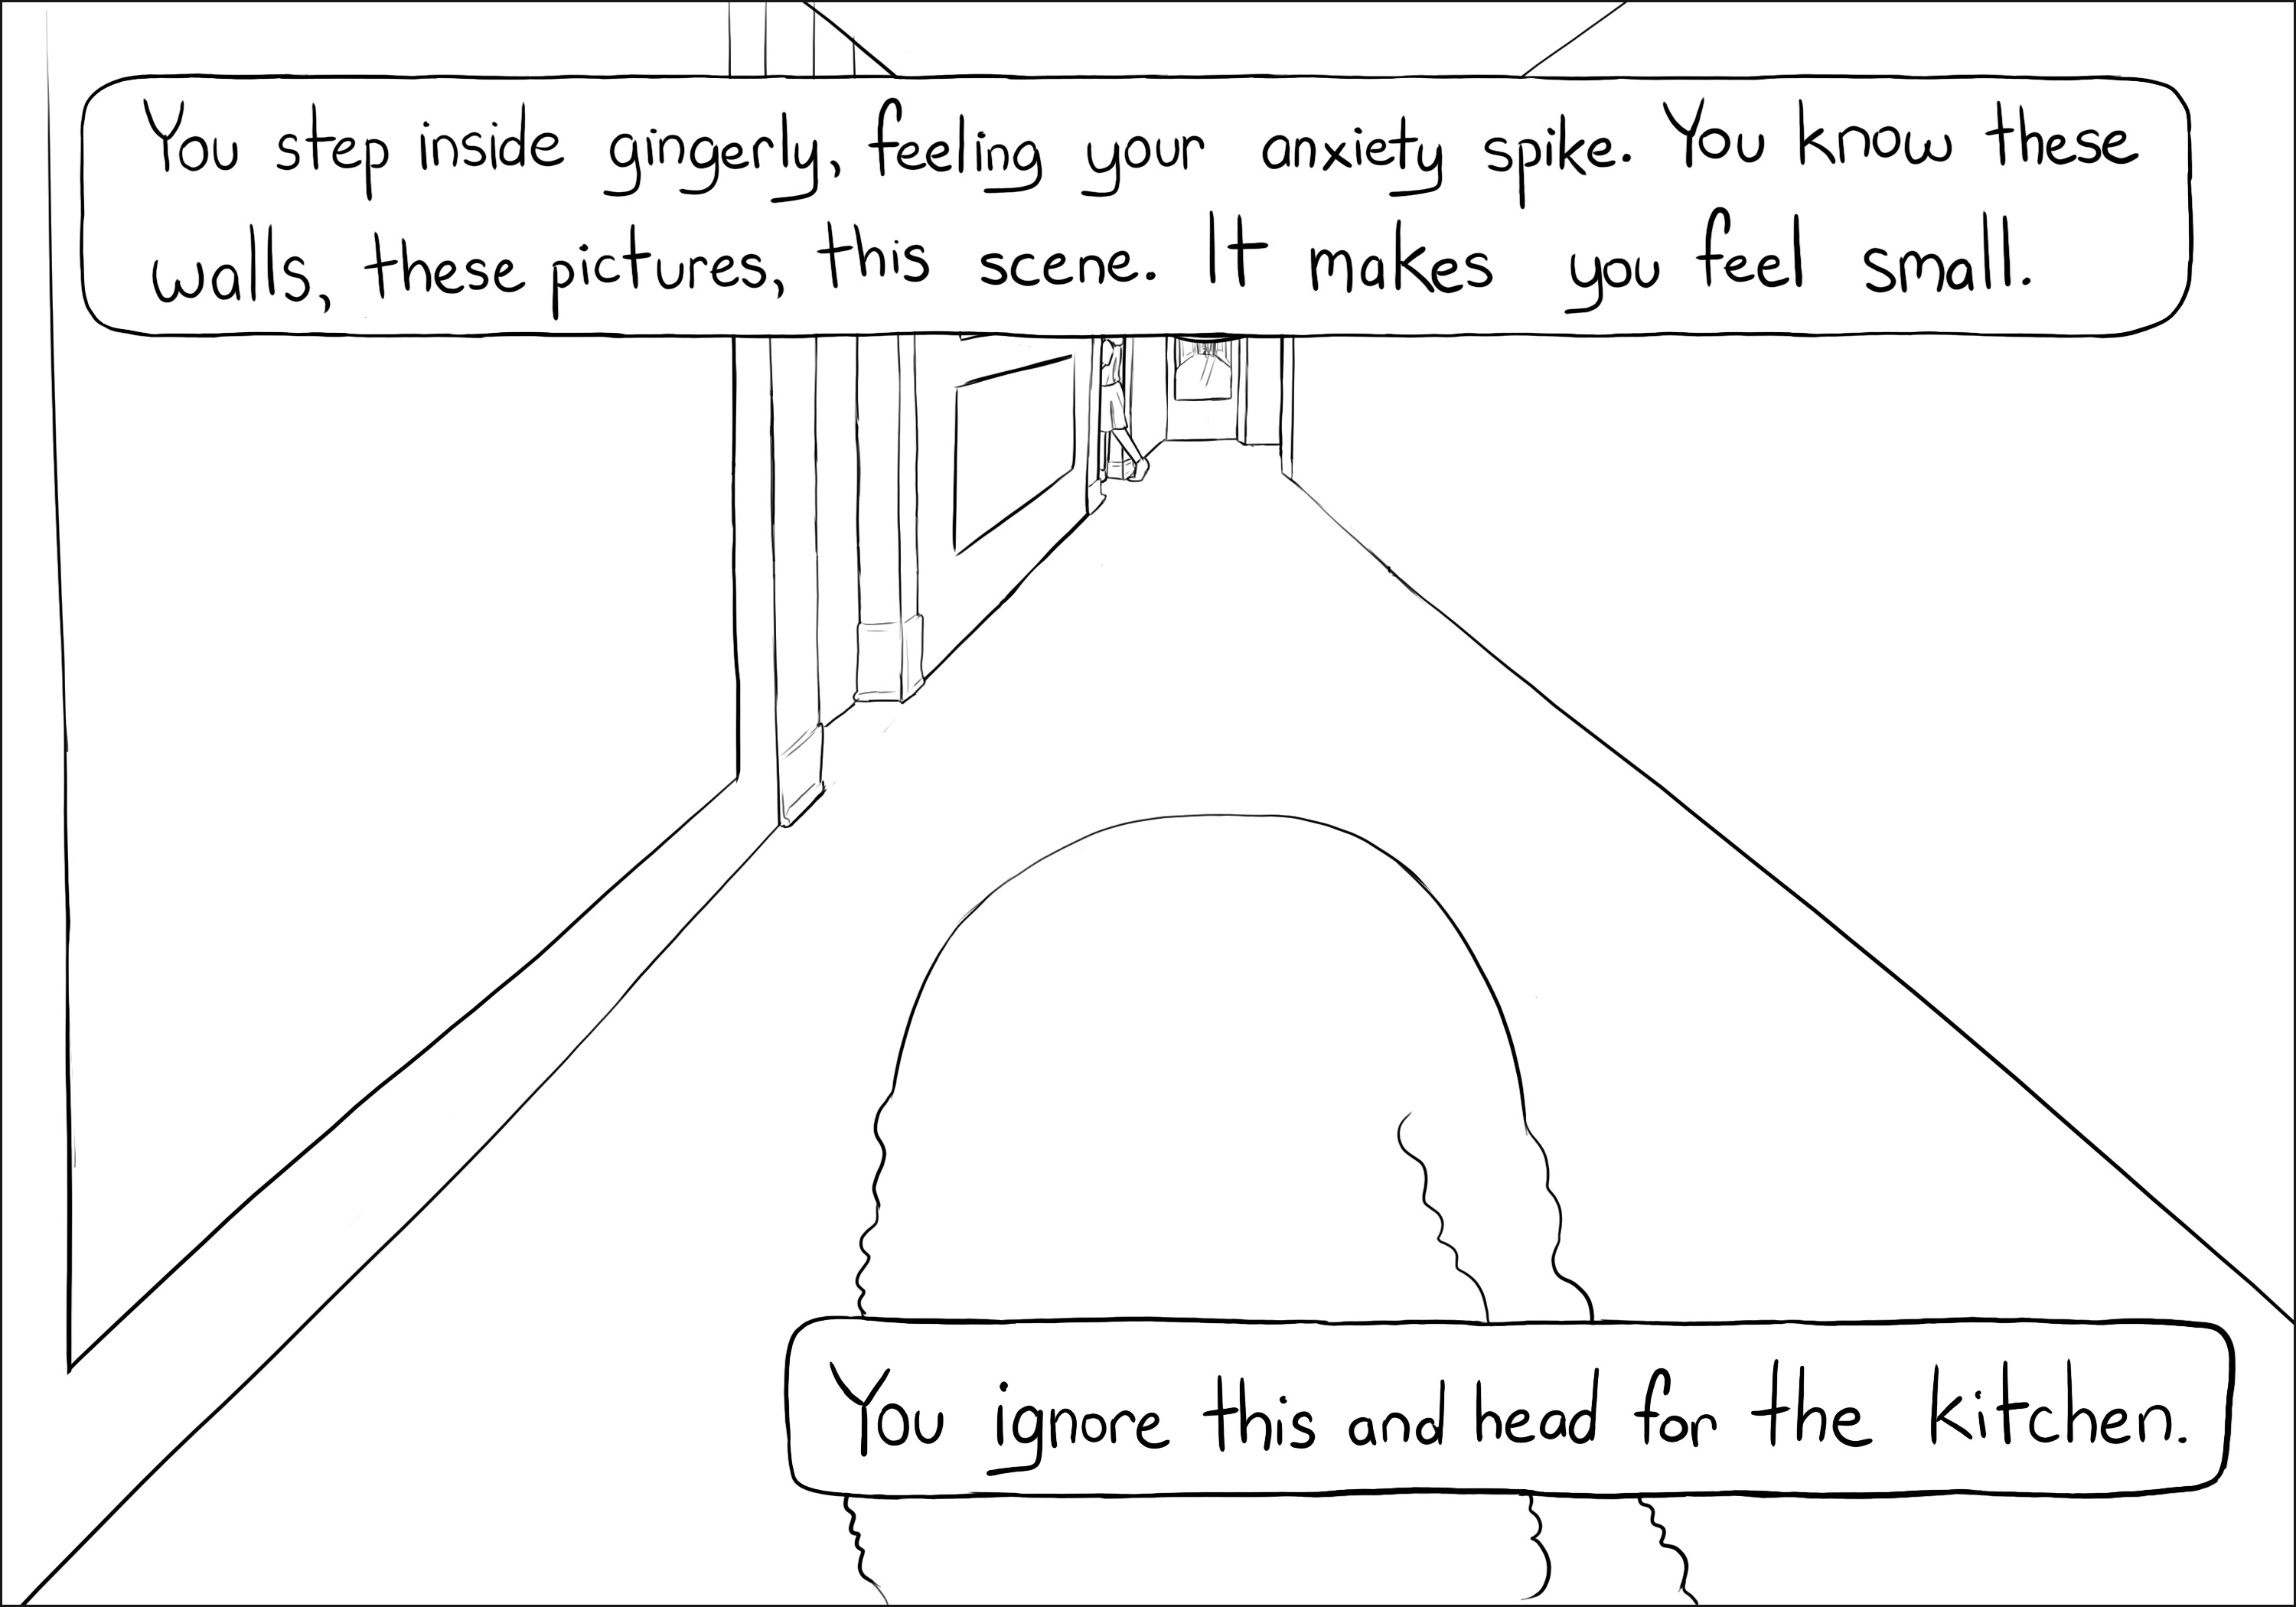 You step inside gingerly, feeling your anxiety spike. You know these
walls, these pictures, this scene. It makes you feel small.
You ignore this and head for the kitchen.